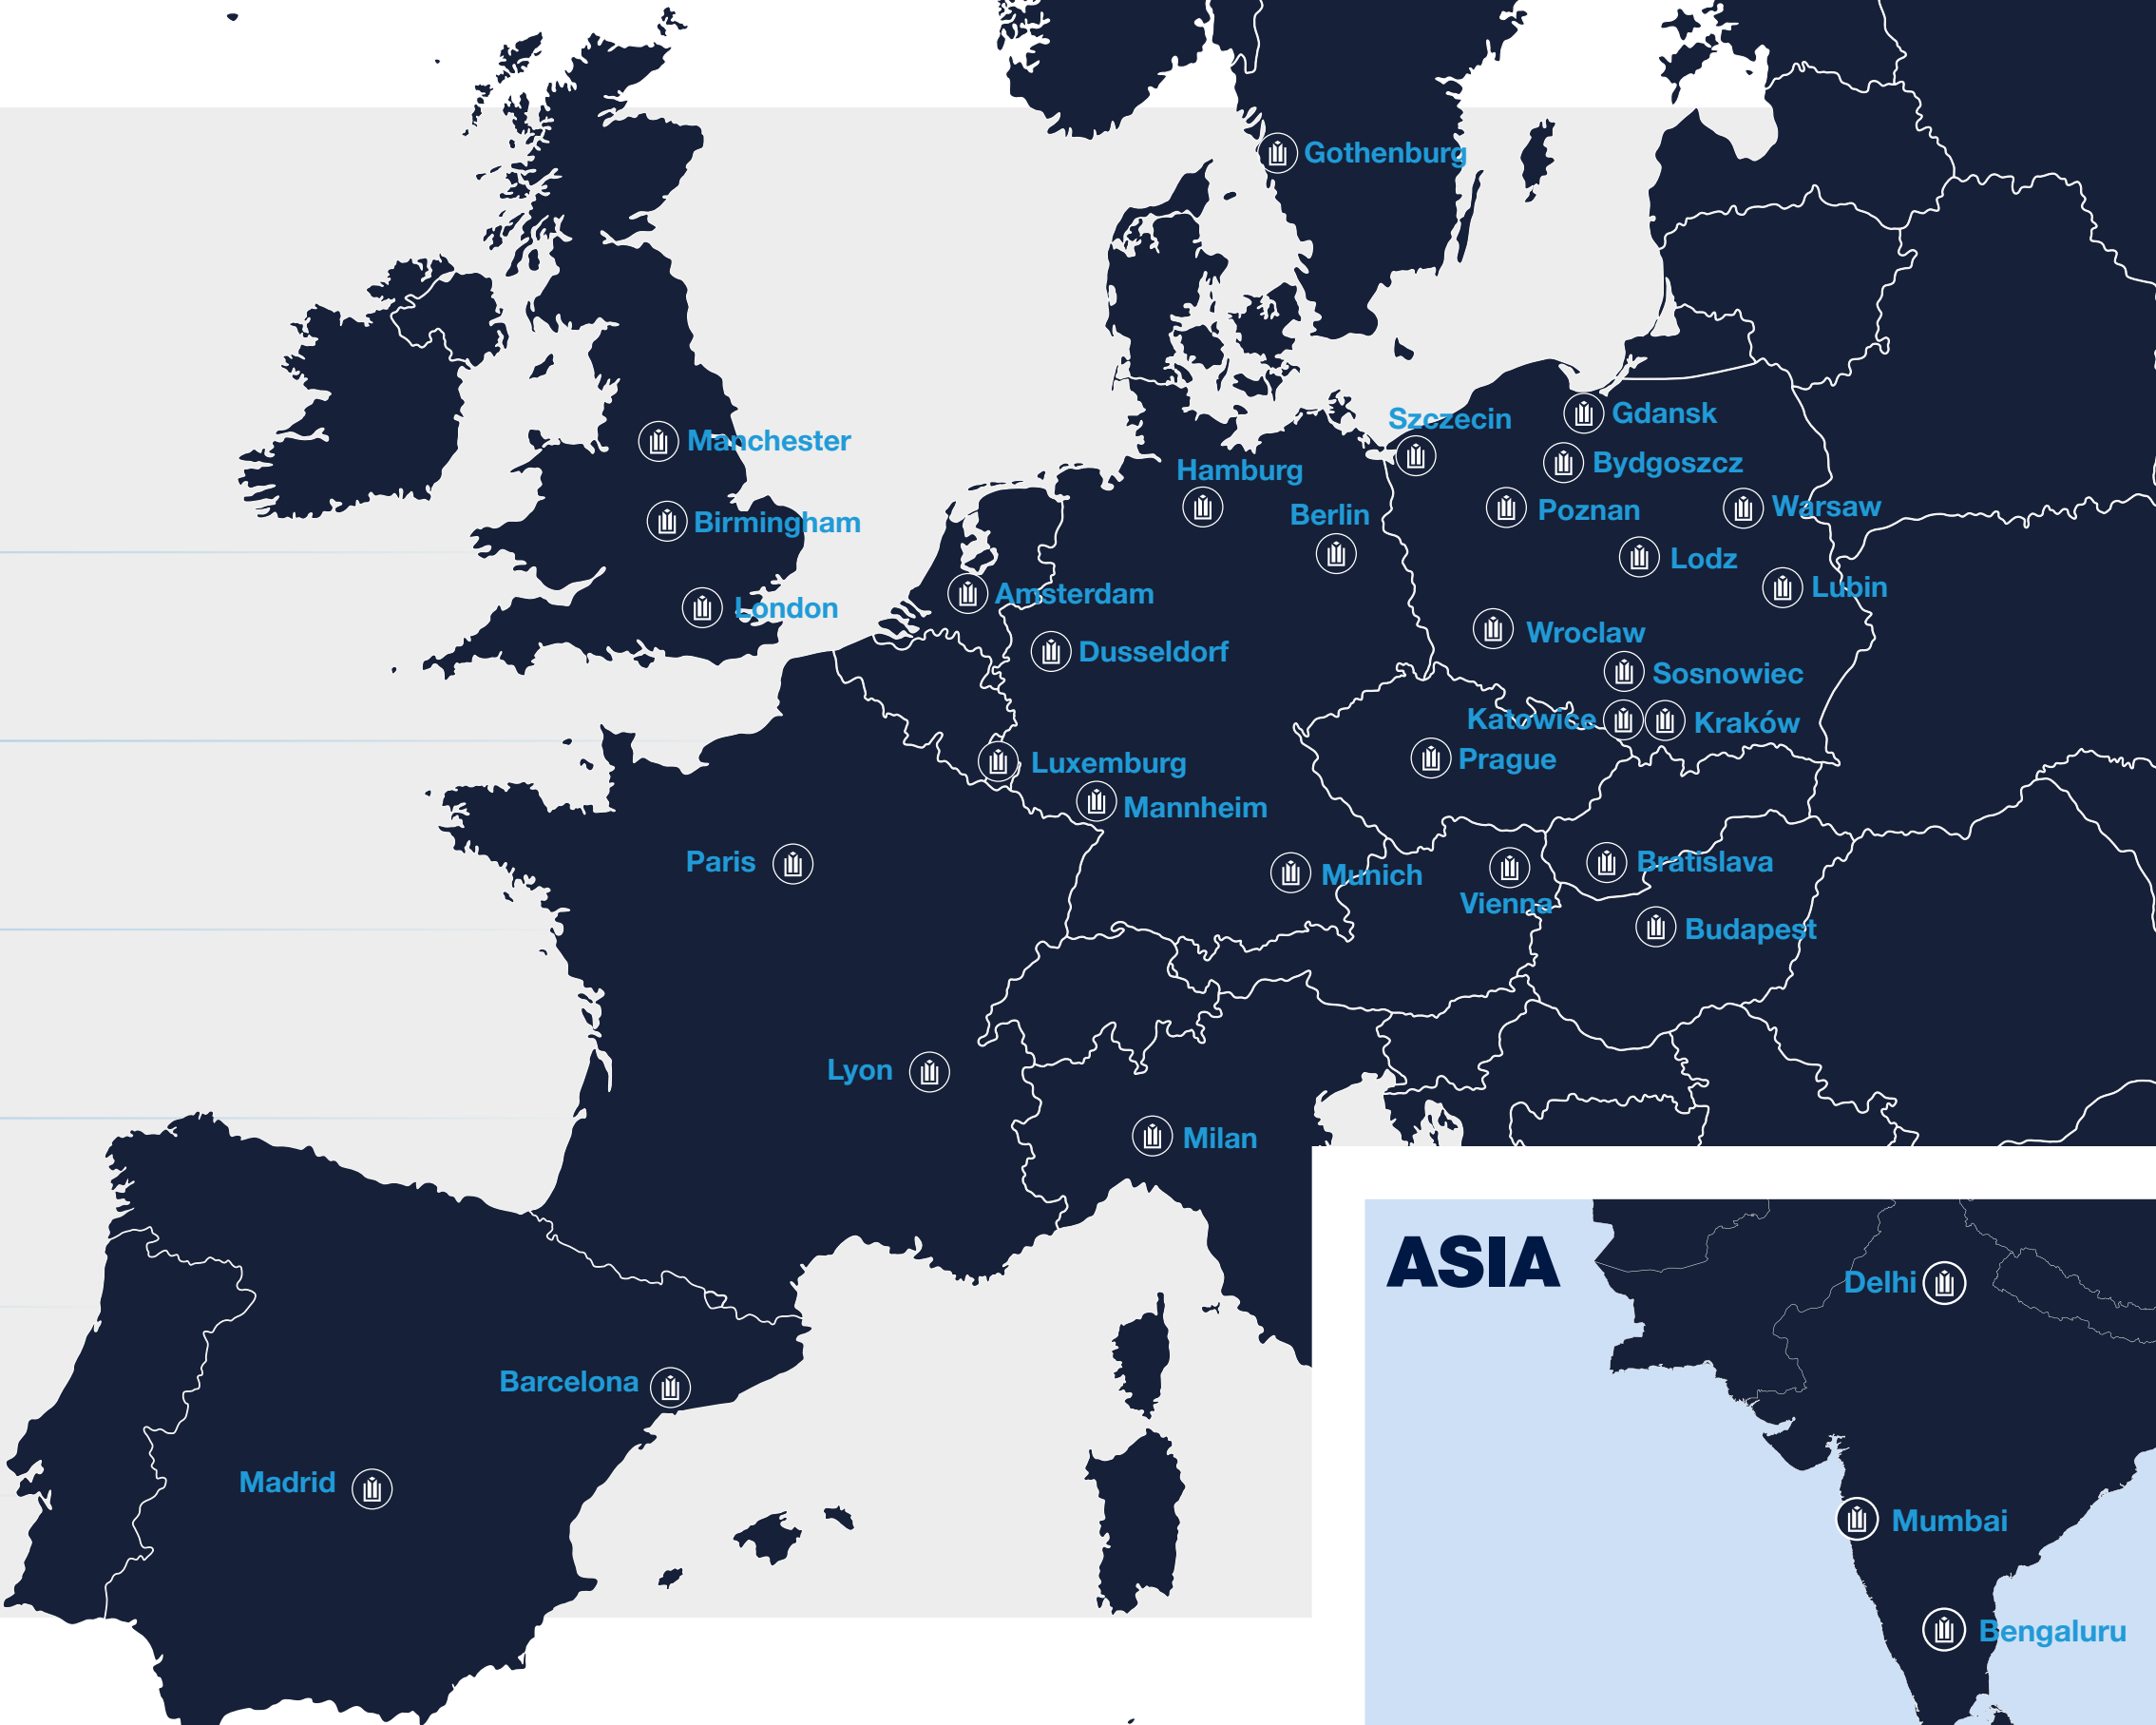 Gothenburg
Szczecin
Gdansk
Manchester
Bydgoszcz
Hamburg
Poznan
Warsaw
Berlin
Birmingham
Lodz
Lubin
Amsterdam
London
Wroclaw
Dusseldorf
Sosnowiec
Katowice
Kraków
Prague
Luxemburg
Mannheim
Paris
Bratislava
Munich
Vienna
Budapest
Lyon
Milan
ASIA
Delhi
Barcelona
Madrid
Mumbai
Bengaluru